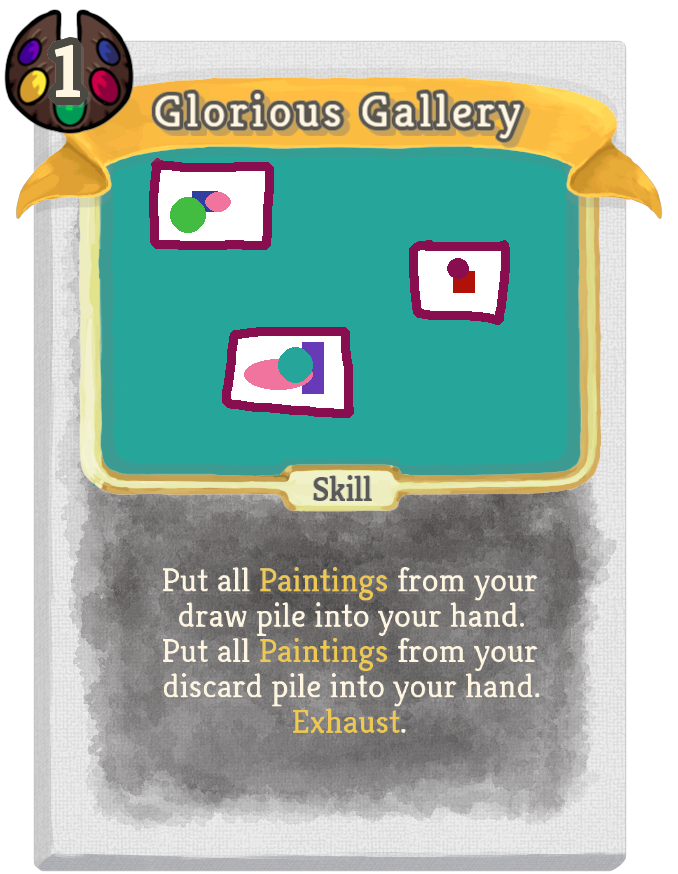 1
Glorious Gallery
Skill
Put all Paintings from your
draw pile into your hand.
Put all Paintings from your
discard pile into your hand.
Exhaust.